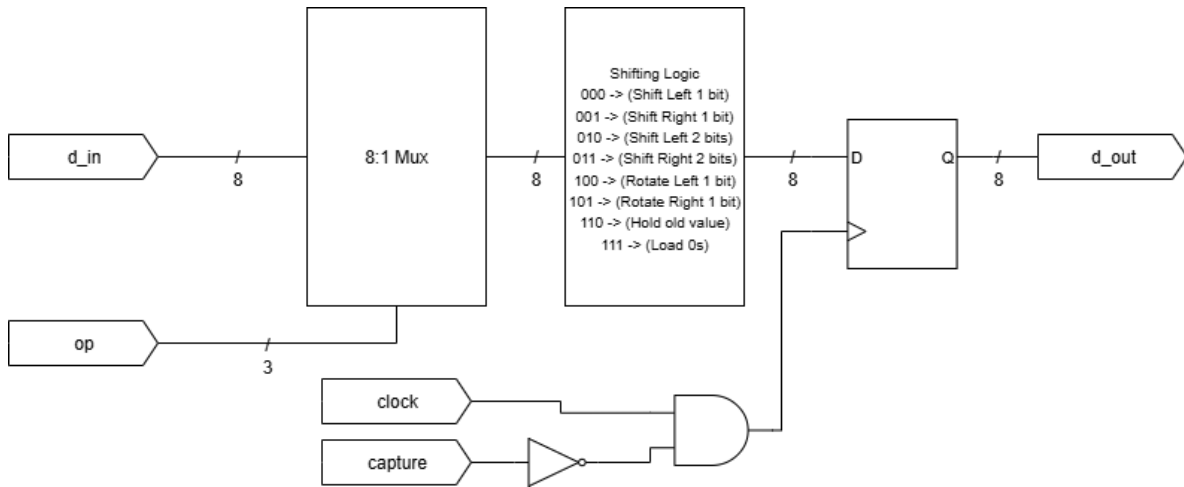 Shifting Logic
000 -> (Shift Left 1 bit)
001 -> (Shift Right 1 bit)
010 -> (Shift Left 2 bits)
011 -> (Shift Right 2 bits)
100 -> (Rotate Left 1 bit)
101 -> (Rotate Right 1 bit)
110 -> (Hold old value)
111 -> (Load 0s)
d_in
8
8:1 Mux
8
8
D
Q
8
d_out
op
3
clock
capture